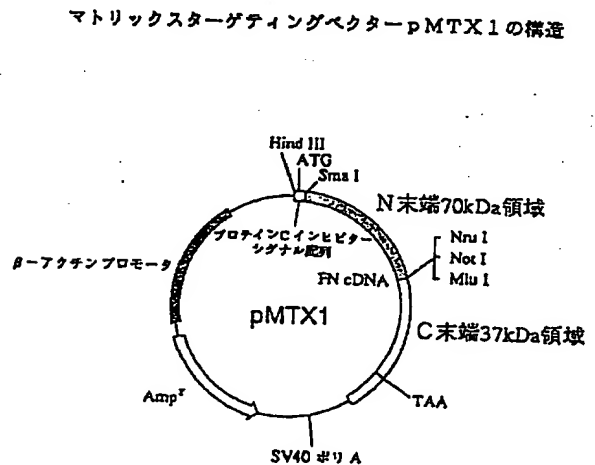 マトリックスターゲティングベクターpMTX1の構造
Hind III
ATG
Sma I
N末端70kDa領域
プロテインCインヒビター
シグナル配列
Nru I
Not I
Mlu I
β-アクチンプロモータ
FN cDNA
pMTX1
C末端37kDa領域
TAA
Amp^r
SV40 ポリA